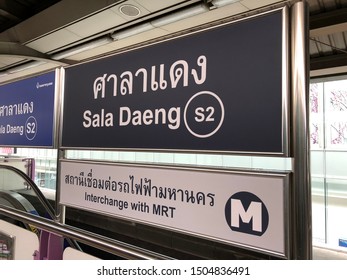 ศาลาแดง
Sala Daeng S2
ศาลาแดง
Sala Daeng S2
สถานีเชื่อมต่อรถไฟฟ้ามหานคร
Interchange with MRT
M
shutterstock.com · 1504836491